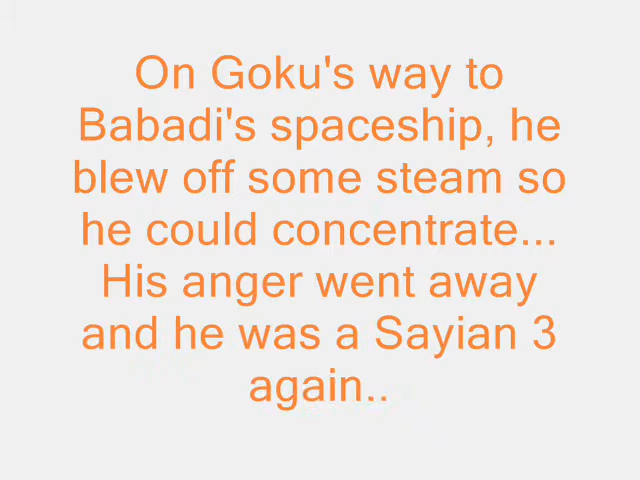 On Goku's way to
Babadi's spaceship, he
blew off some steam so
he could concentrate...
His anger went away
and he was a Sayian 3
again..